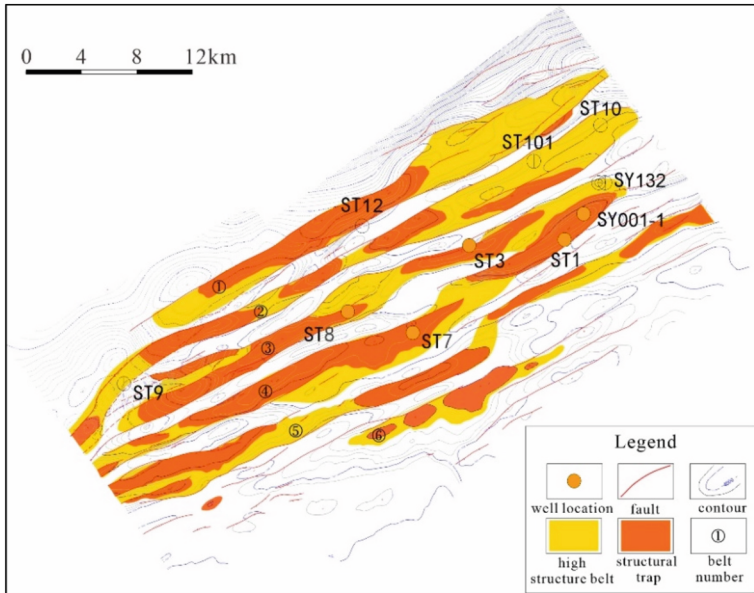 0 4 8 12km
ST10
ST101
SY132
ST12
SY001-1
ST3
ST1
①
②
③
ST8
ST7
ST9
④
⑤
⑥
Legend
well location fault contour
①
high structure belt structural trap belt number